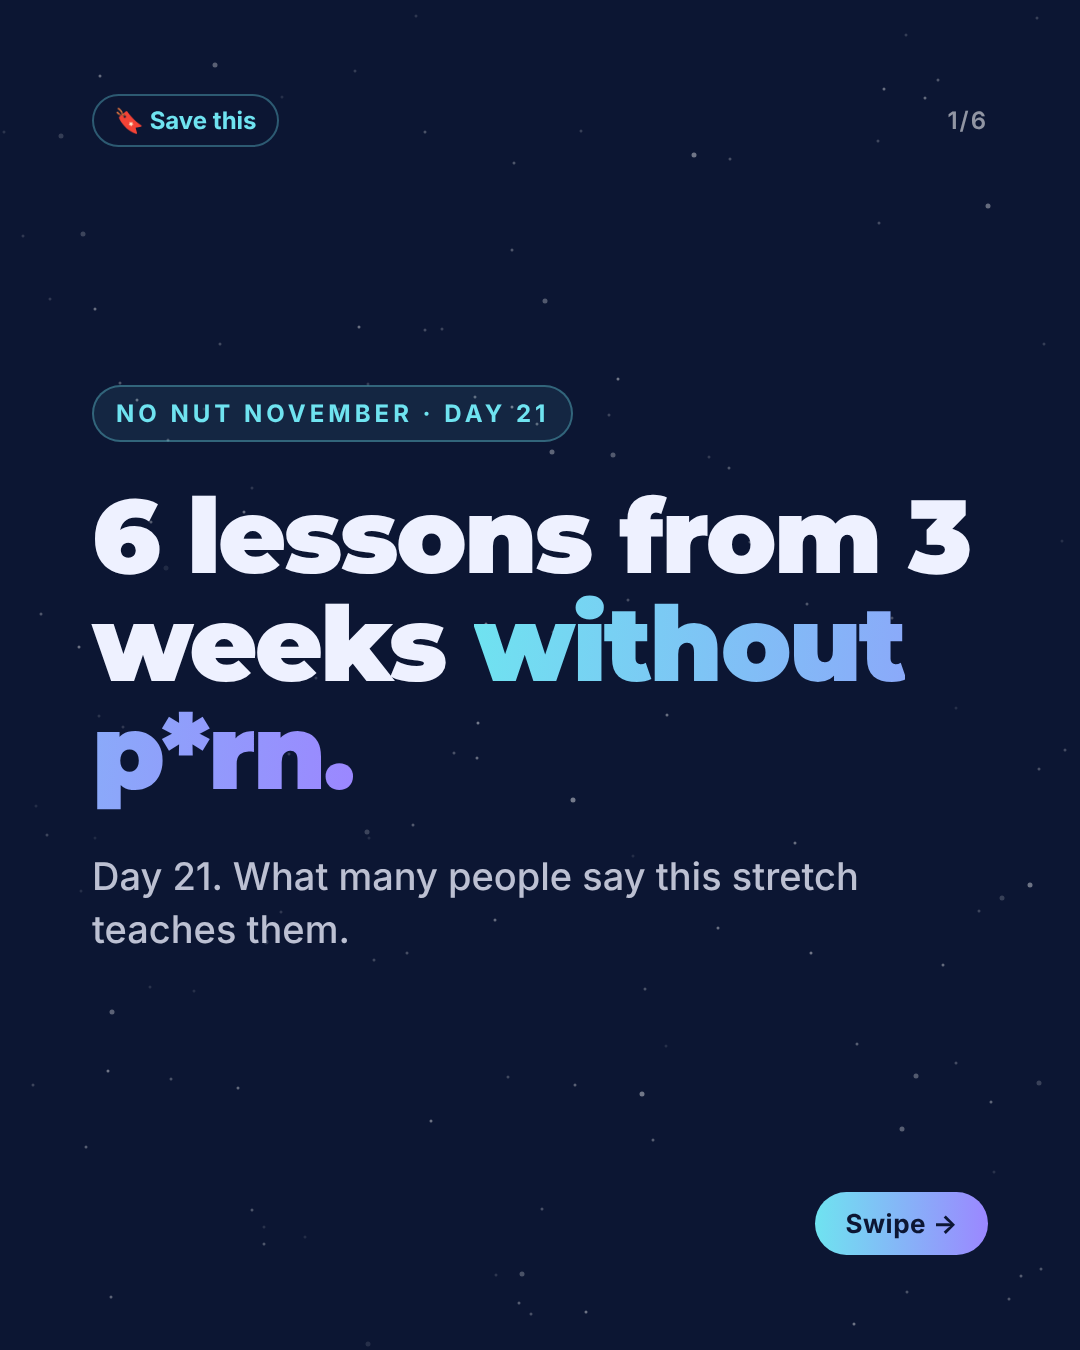 🔖 Save this
1/6
NO NUT NOVEMBER · DAY 21
6 lessons from 3
weeks without
p*rn.
Day 21. What many people say this stretch
teaches them.
Swipe →